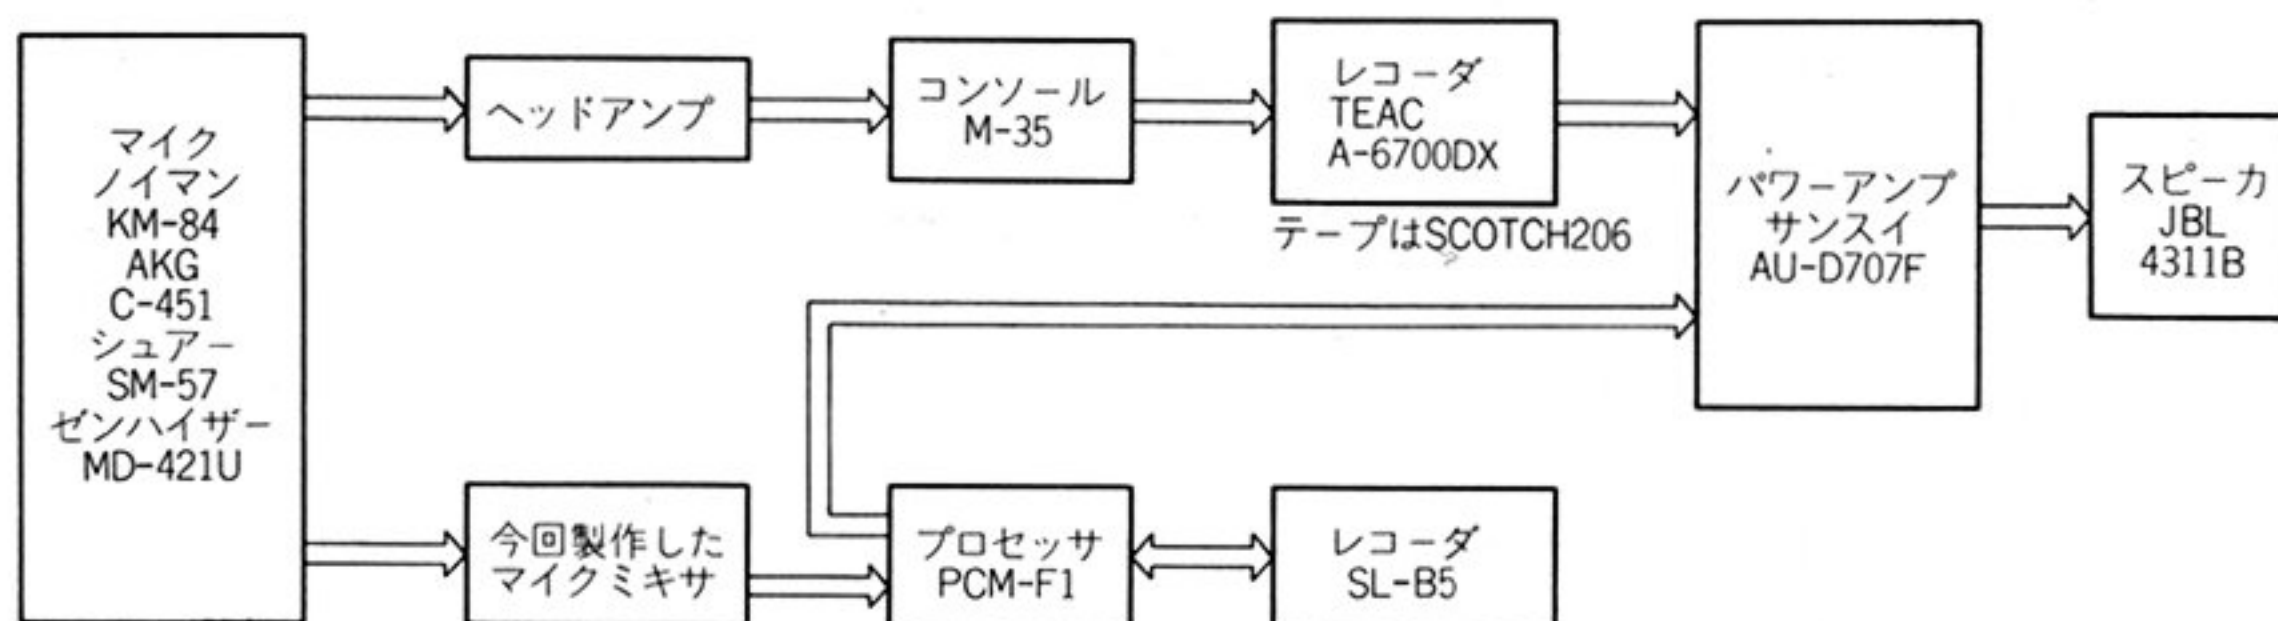 マイク
ノイマン
KM-84
AKG
C-451
シュアー
SM-57
ゼンハイザー
MD-421U
ヘッドアンプ
コンソール
M-35
レコーダ
TEAC
A-6700DX
テープはSCOTCH206
パワーアンプ
サンスイ
AU-D707F
スピーカ
JBL
4311B
今回製作した
マイクミキサ
プロセッサ
PCM-F1
レコーダ
SL-B5